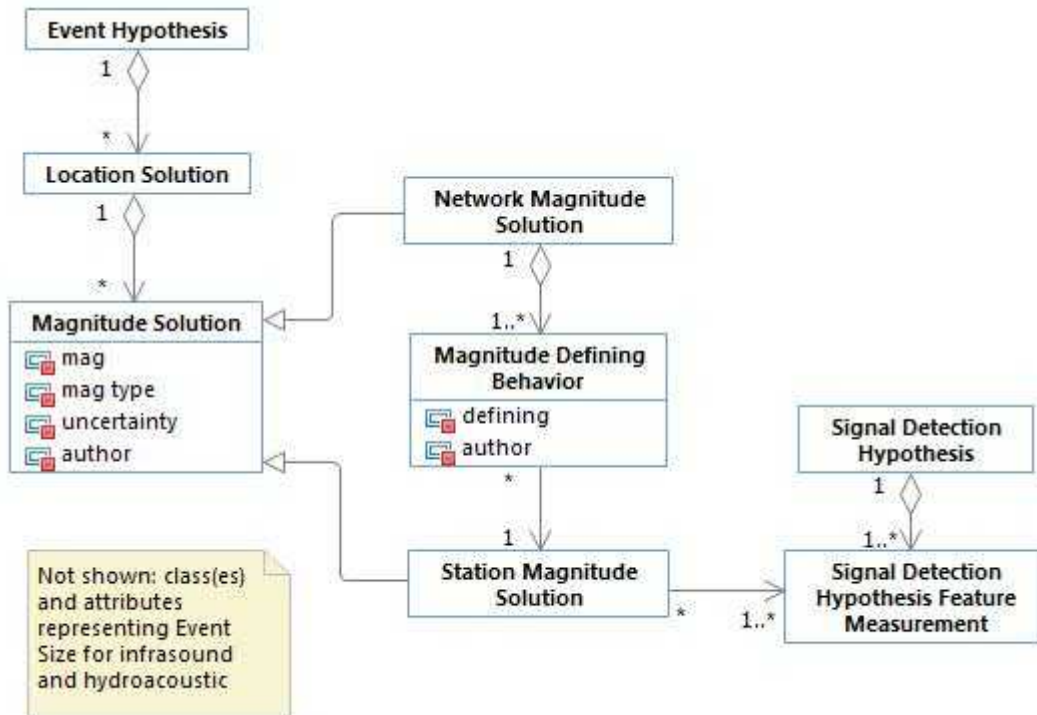 Event Hypothesis
1
*
Location Solution
1
*
Magnitude Solution
mag
mag type
uncertainty
author
Network Magnitude
Solution
1
1..*
Magnitude Defining
Behavior
defining
author
*
1
Station Magnitude
Solution
*
1..*
Signal Detection
Hypothesis
1
1..*
Signal Detection
Hypothesis Feature
Measurement
Not shown: class(es)
and attributes
representing Event
Size for infrasound
and hydroacoustic